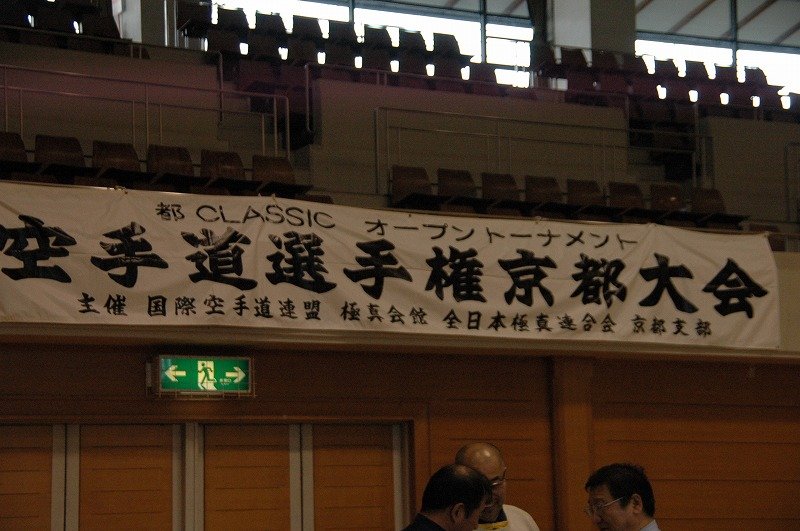 都 CLASSIC オープントーナメント
空手道選手権京都大会
主催 国際空手道連盟 極真会館 全日本極真連合会 京都支部